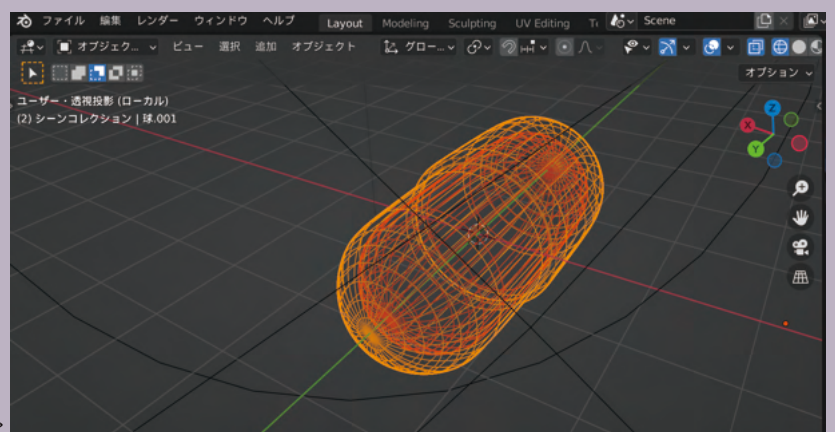 ファイル 編集 レンダー ウィンドウ ヘルプ Layout Modeling Sculpting UV Editing Scene
オブジェク... ビュー 選択 追加 オブジェクト グロー...
オプション
ユーザー・透視投影 (ローカル)
(2) シーンコレクション | 球.001
Z
X
Y